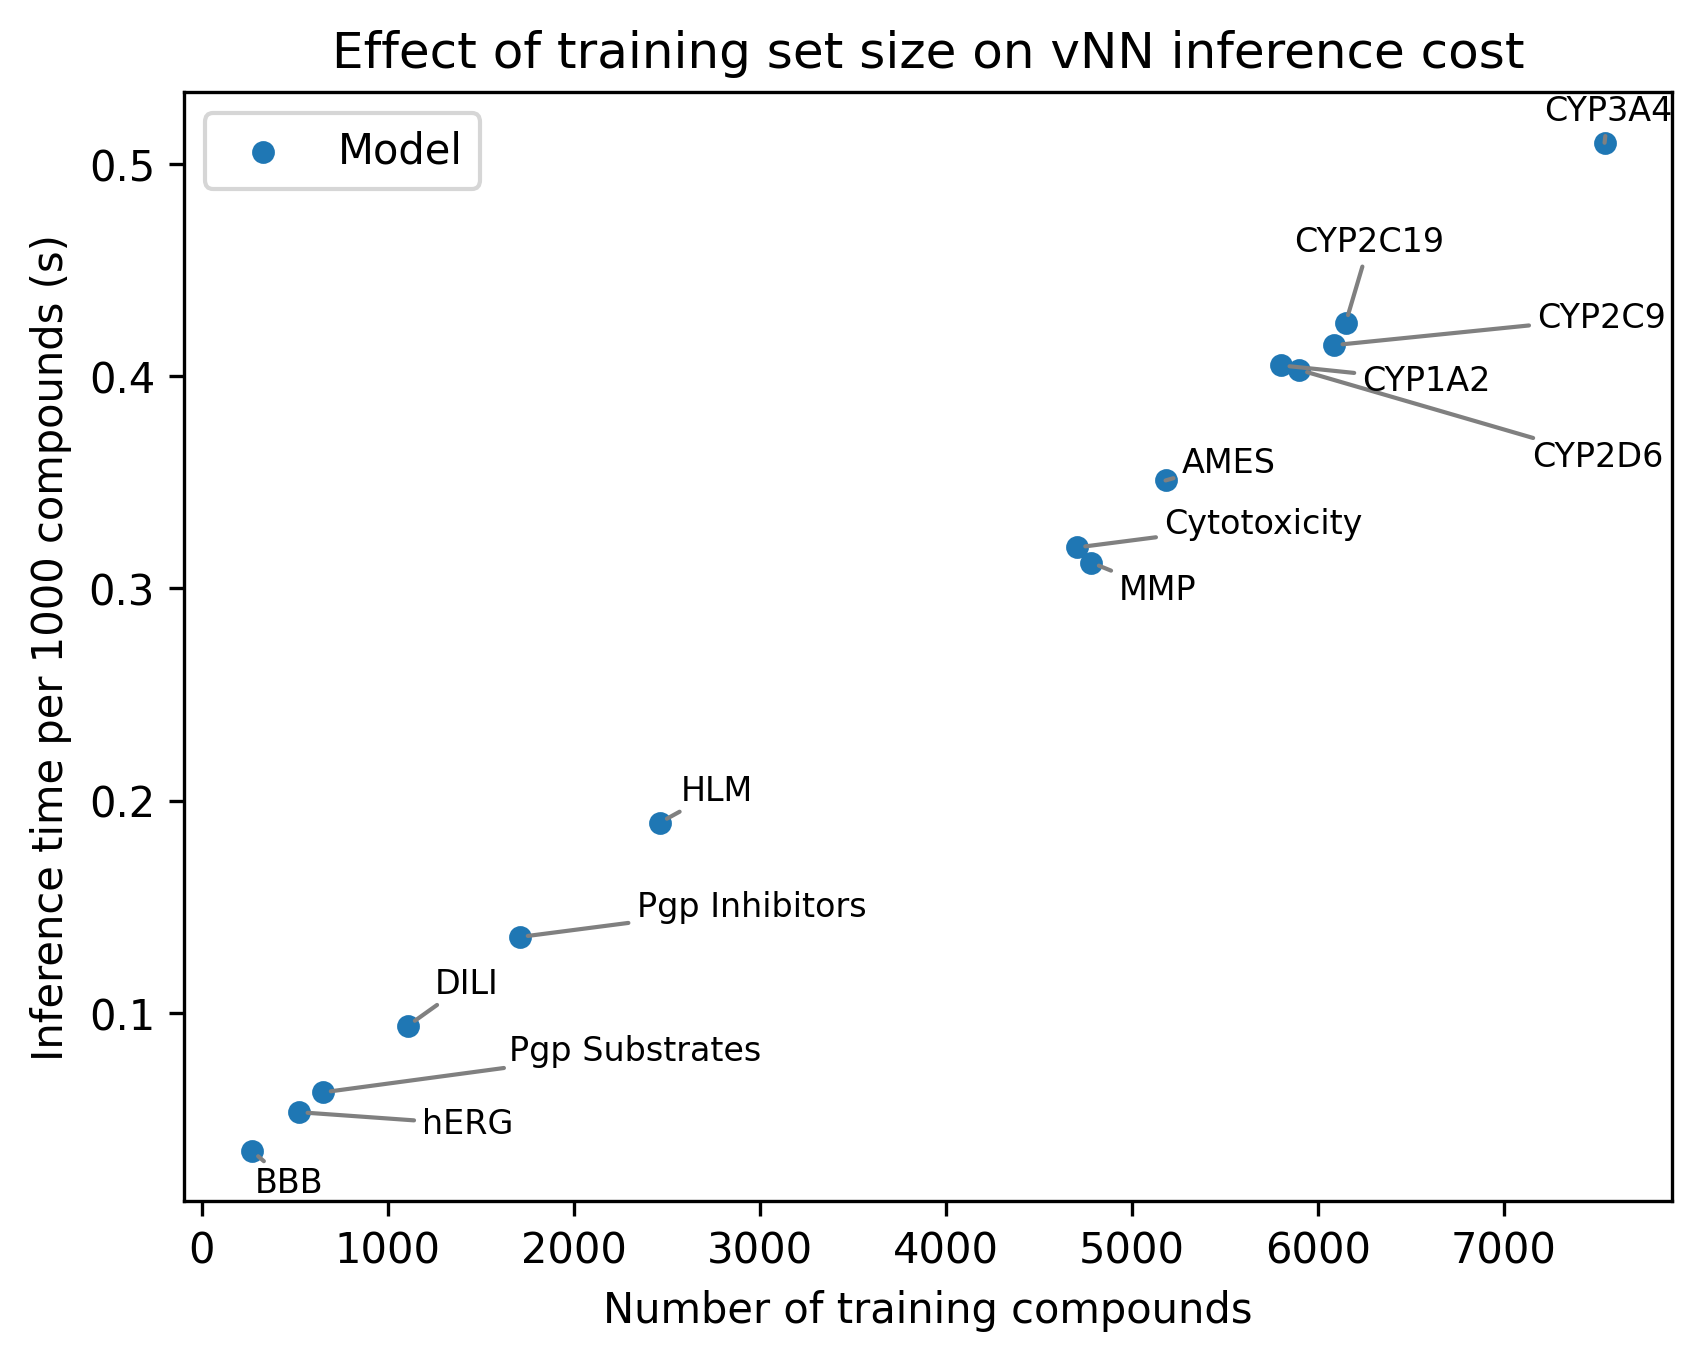 Effect of training set size on vNN inference cost
Model
CYP3A4
CYP2C19
CYP2C9
CYP1A2
CYP2D6
AMES
Cytotoxicity
MMP
HLM
Pgp Inhibitors
DILI
Pgp Substrates
hERG
BBB
Inference time per 1000 compounds (s)
0.5
0.4
0.3
0.2
0.1
0 1000 2000 3000 4000 5000 6000 7000
Number of training compounds